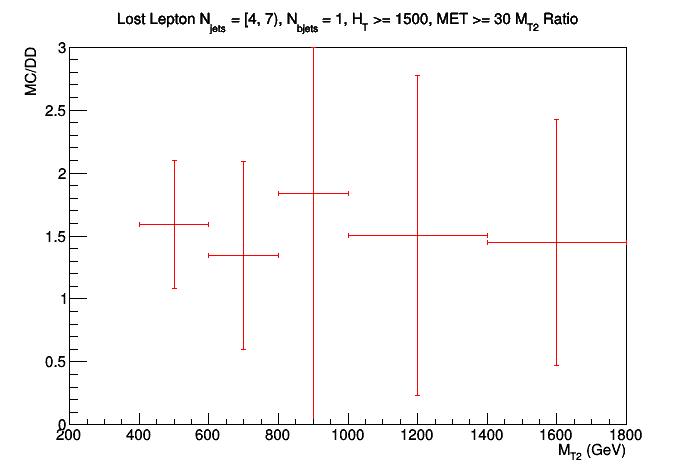 Lost Lepton N_jets = [4, 7), N_bjets = 1, H_T >= 1500, MET >= 30 M_T2 Ratio
MC/DD
3
2.5
2
1.5
1
0.5
0
200 400 600 800 1000 1200 1400 1600 1800
M_T2 (GeV)